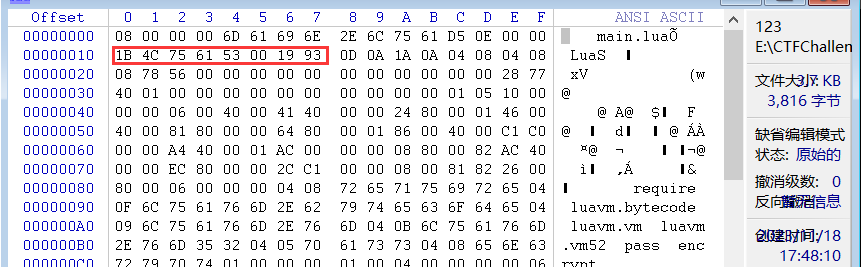 Offset 0 1 2 3 4 5 6 7 8 9 A B C D E F ANSI ASCII
00000000 08 00 00 00 6D 61 69 6E 2E 6C 75 61 D5 0E 00 00 main.luaÕ
00000010 1B 4C 75 61 53 00 19 93 0D 0A 1A 0A 04 08 04 08 LuaS
00000020 08 78 56 00 00 00 00 00 00 00 00 00 00 00 28 77 xV (w
00000030 40 01 00 00 00 00 00 00 00 00 00 00 01 05 10 00 @
00000040 00 00 06 00 40 00 41 40 00 00 24 80 00 01 46 00 @ A@ $ F
00000050 40 00 81 80 00 00 64 80 00 01 86 00 40 00 C1 C0 @ d @ ÁÀ
00000060 00 00 A4 40 00 01 AC 00 00 00 08 80 00 82 AC 40 ¤@ ¬ ¬@
00000070 00 00 EC 80 00 00 2C C1 00 08 00 81 82 26 00 ì ,Á &
00000080 80 00 06 00 00 00 04 08 72 65 71 75 69 72 65 04 require
00000090 0F 6C 75 61 76 6D 2E 62 79 74 65 63 6F 64 65 04 luavm.bytecode
000000A0 09 6C 75 61 76 6D 2E 76 6D 04 0B 6C 75 61 76 6D luavm.vm luavm
000000B0 2E 76 6D 35 32 04 05 70 61 73 73 04 08 65 6E 63 .vm52 pass enc
000000C0 72 79 70 74 01 00 00 00 01 00 04 00 00 00 00 06 rypt
123
E:\CTFChallen
文件大小: 3.7 KB
3,816 字节
缺省编辑模式
状态: 原始的
撤消级数: 0
创建时间: /18
17:48:10